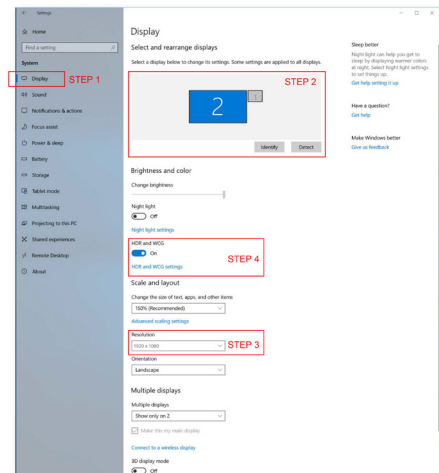 Settings
Home
Find a setting
System
Display
STEP 1
Sound
Notifications & actions
Focus assist
Power & sleep
Battery
Storage
Tablet mode
Multitasking
Projecting to this PC
Shared experiences
Remote Desktop
About
Display
Select and rearrange displays
Select a display below to change its settings. Some settings are applied to all displays.
STEP 2
2
1
Identify
Detect
Brightness and color
Change brightness
Night light
Off
Night light settings
HDR and WCG
On
STEP 4
HDR and WCG settings
Scale and layout
Change the size of text, apps, and other items
150% (Recommended)
Advanced scaling settings
Resolution
1920 x 1080
STEP 3
Orientation
Landscape
Multiple displays
Multiple displays
Show only on 2
Make this my main display
Connect to a wireless display
3D display mode
Off
Sleep better
Night light can help you get to
sleep by displaying warmer colors
at night. Select Night light settings
to set things up.
Get help setting it up
Have a question?
Get help
Make Windows better
Give us feedback